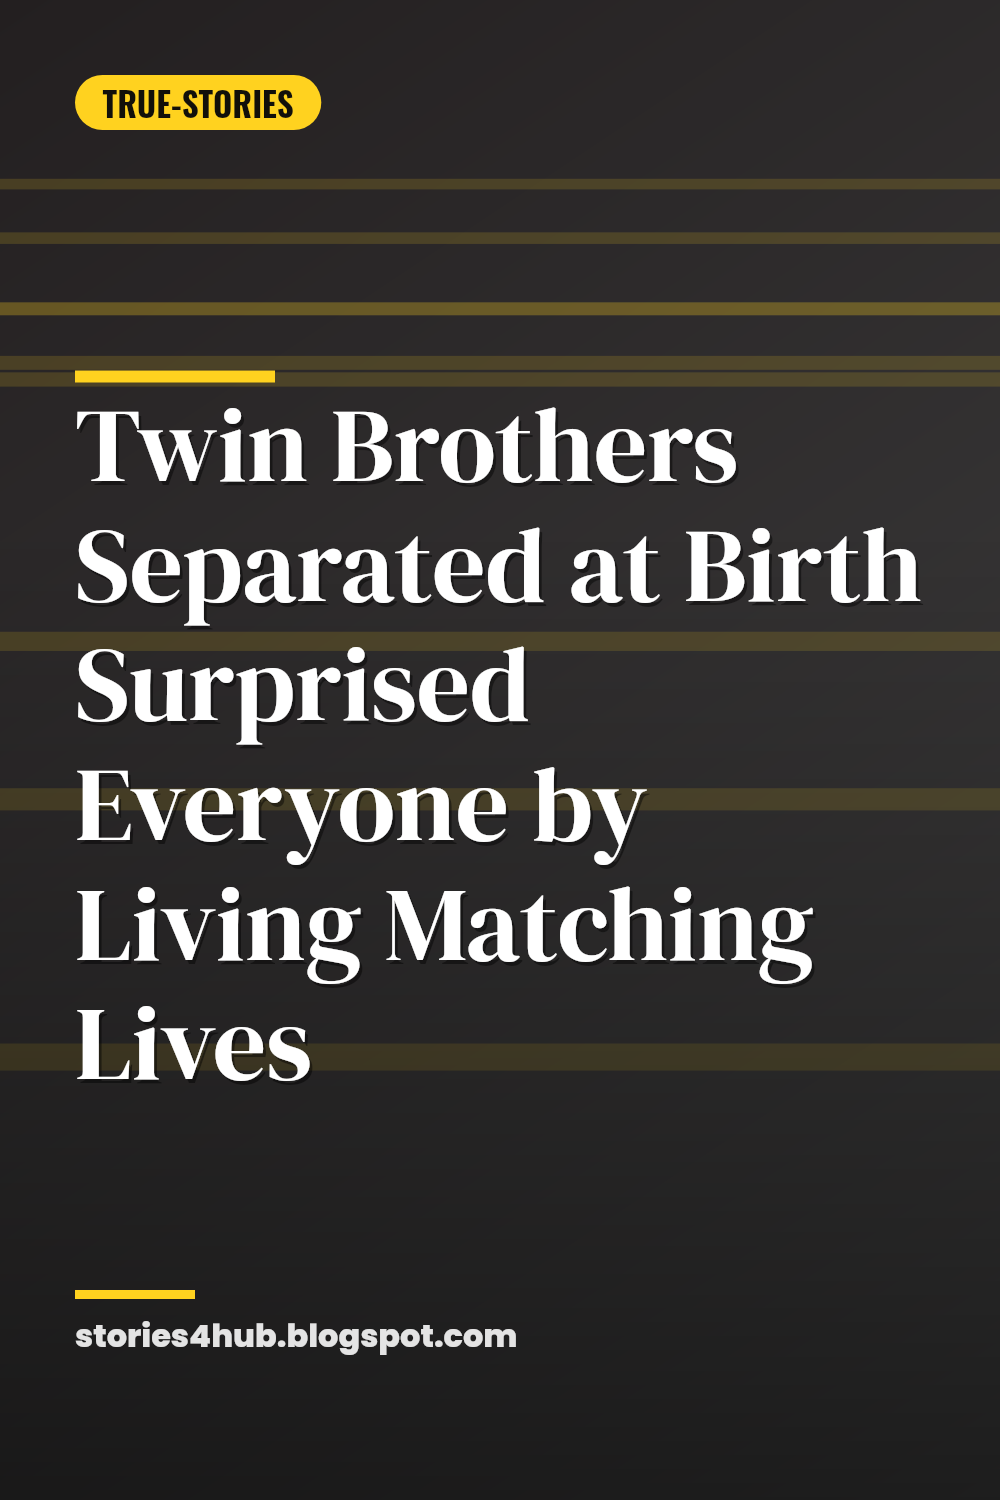 TRUE-STORIES
Twin Brothers
Separated at Birth
Surprised
Everyone by
Living Matching
Lives
stories4hub.blogspot.com